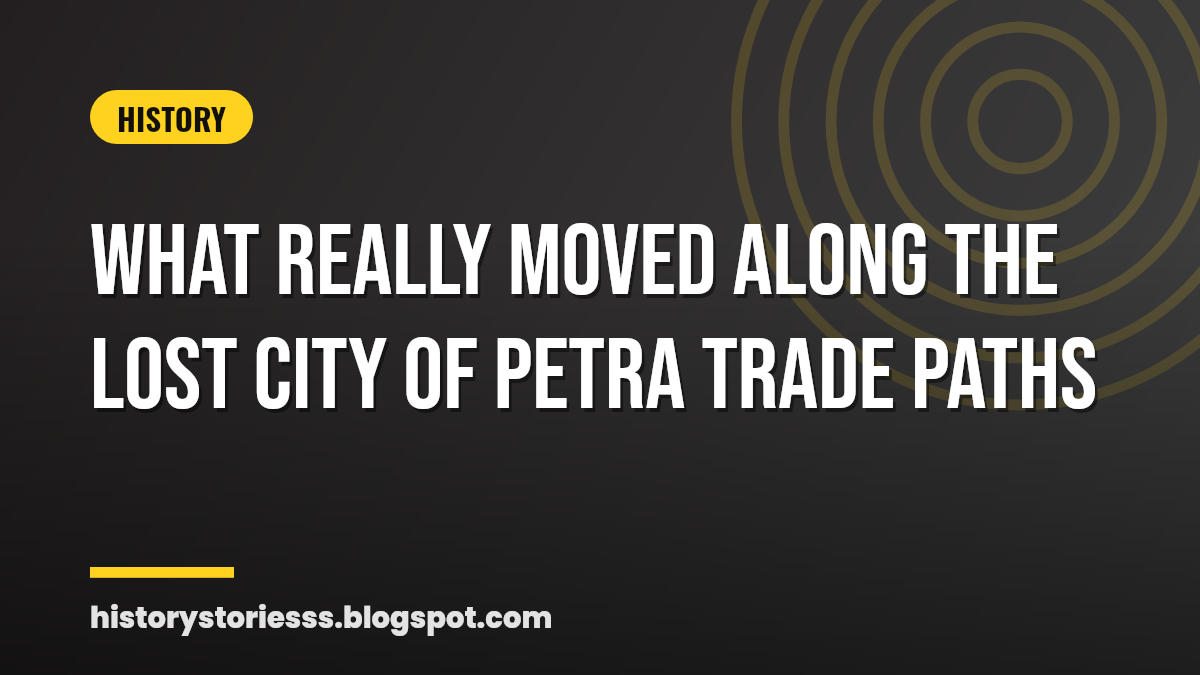 HISTORY
WHAT REALLY MOVED ALONG THE
LOST CITY OF PETRA TRADE PATHS
historystoriesss.blogspot.com